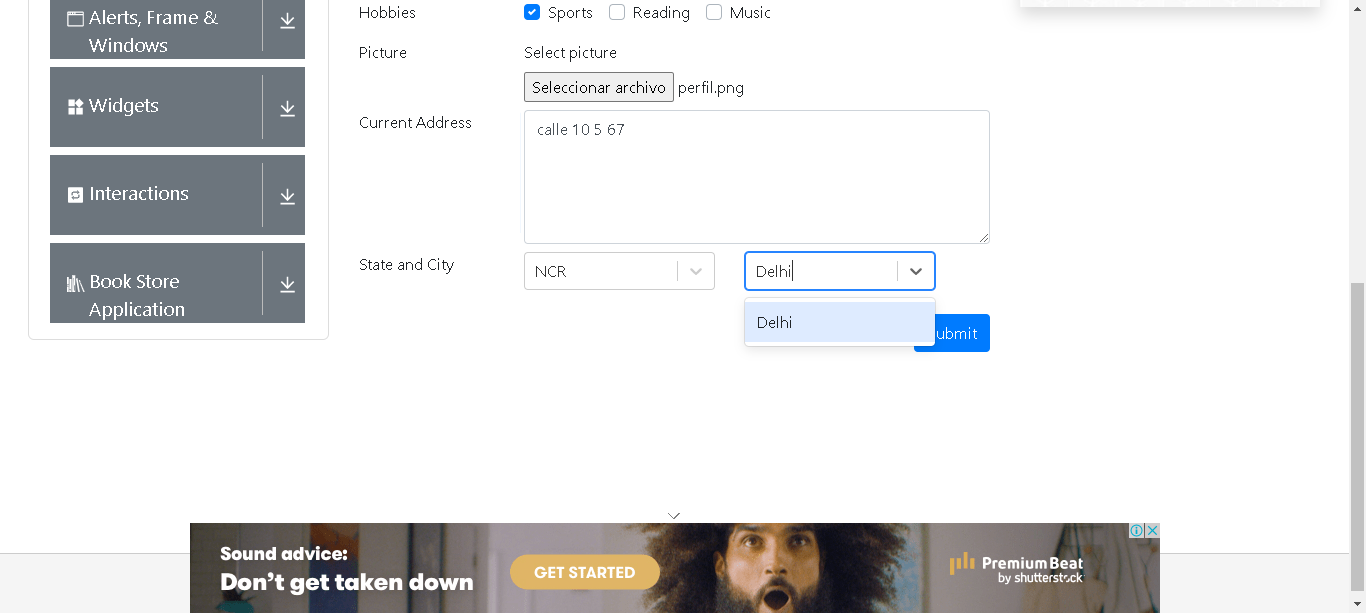 Alerts, Frame &
Windows
Widgets
Interactions
Book Store
Application
Hobbies
Sports
Reading
Music
Picture
Select picture
Seleccionar archivo perfil.png
Current Address
calle 10 5 67
State and City
NCR
Delhi
Delhi
ubmit
Sound advice:
Don't get taken down
GET STARTED
PremiumBeat
by shutterstock